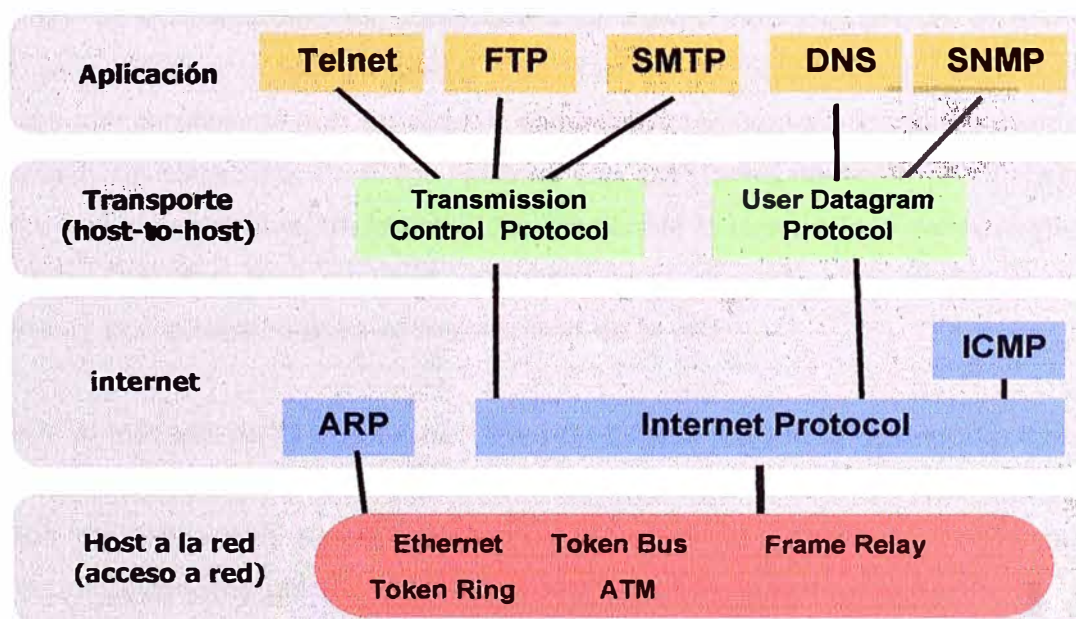 Aplicación
Telnet FTP SMTP DNS SNMP
Transporte
(host-to-host)
Transmission
Control Protocol
User Datagram
Protocol
internet
ICMP
ARP
Internet Protocol
Host a la red
(acceso a red)
Ethernet Token Bus Frame Relay
Token Ring ATM